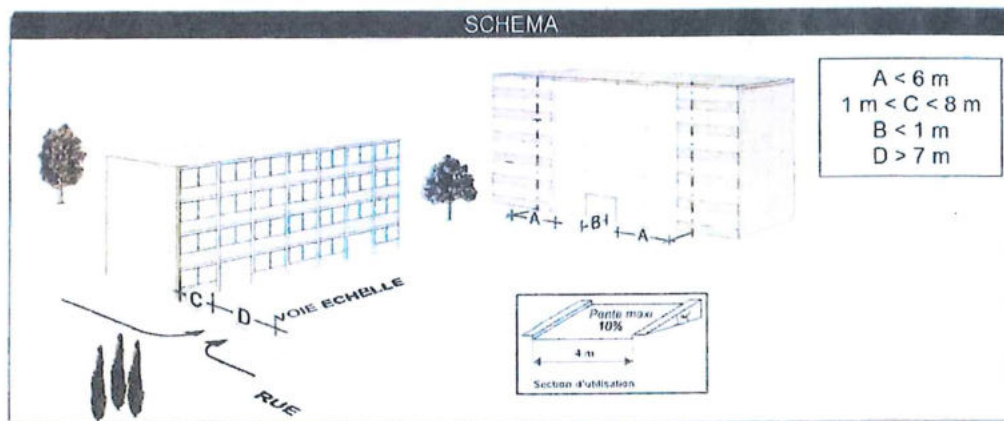 SCHEMA
A < 6 m
1 m < C < 8 m
B < 1 m
D > 7 m
A
B
A
C
D
VOIE ECHELLE
RUE
Pente maxi
10%
4 m
Section d'utilisation